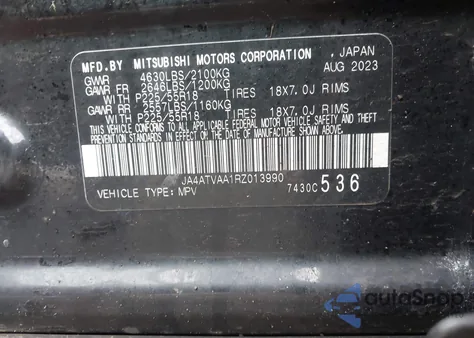 MFD.BY MITSUBISHI MOTORS CORPORATION , JAPAN
GVWR 4630LBS/2100KG AUG 2023
GAWR FR 2646LBS/1200KG
WITH P225/55R18 TIRES 18X7.0J RIMS
GAWR RR 2557LBS/1160KG
WITH P225/55R18 TIRES 18X7.0J RIMS
THIS VEHICLE CONFORMS TO ALL APPLICABLE
FEDERAL MOTOR VEHICLE SAFETY AND THEFT
PREVENTION STANDARDS IN EFFECT ON THE DATE
OF MANUFACTURE SHOWN ABOVE.
JA4ATVAA1RZ013990
VEHICLE TYPE: MPV 7430C 536
autoSnap